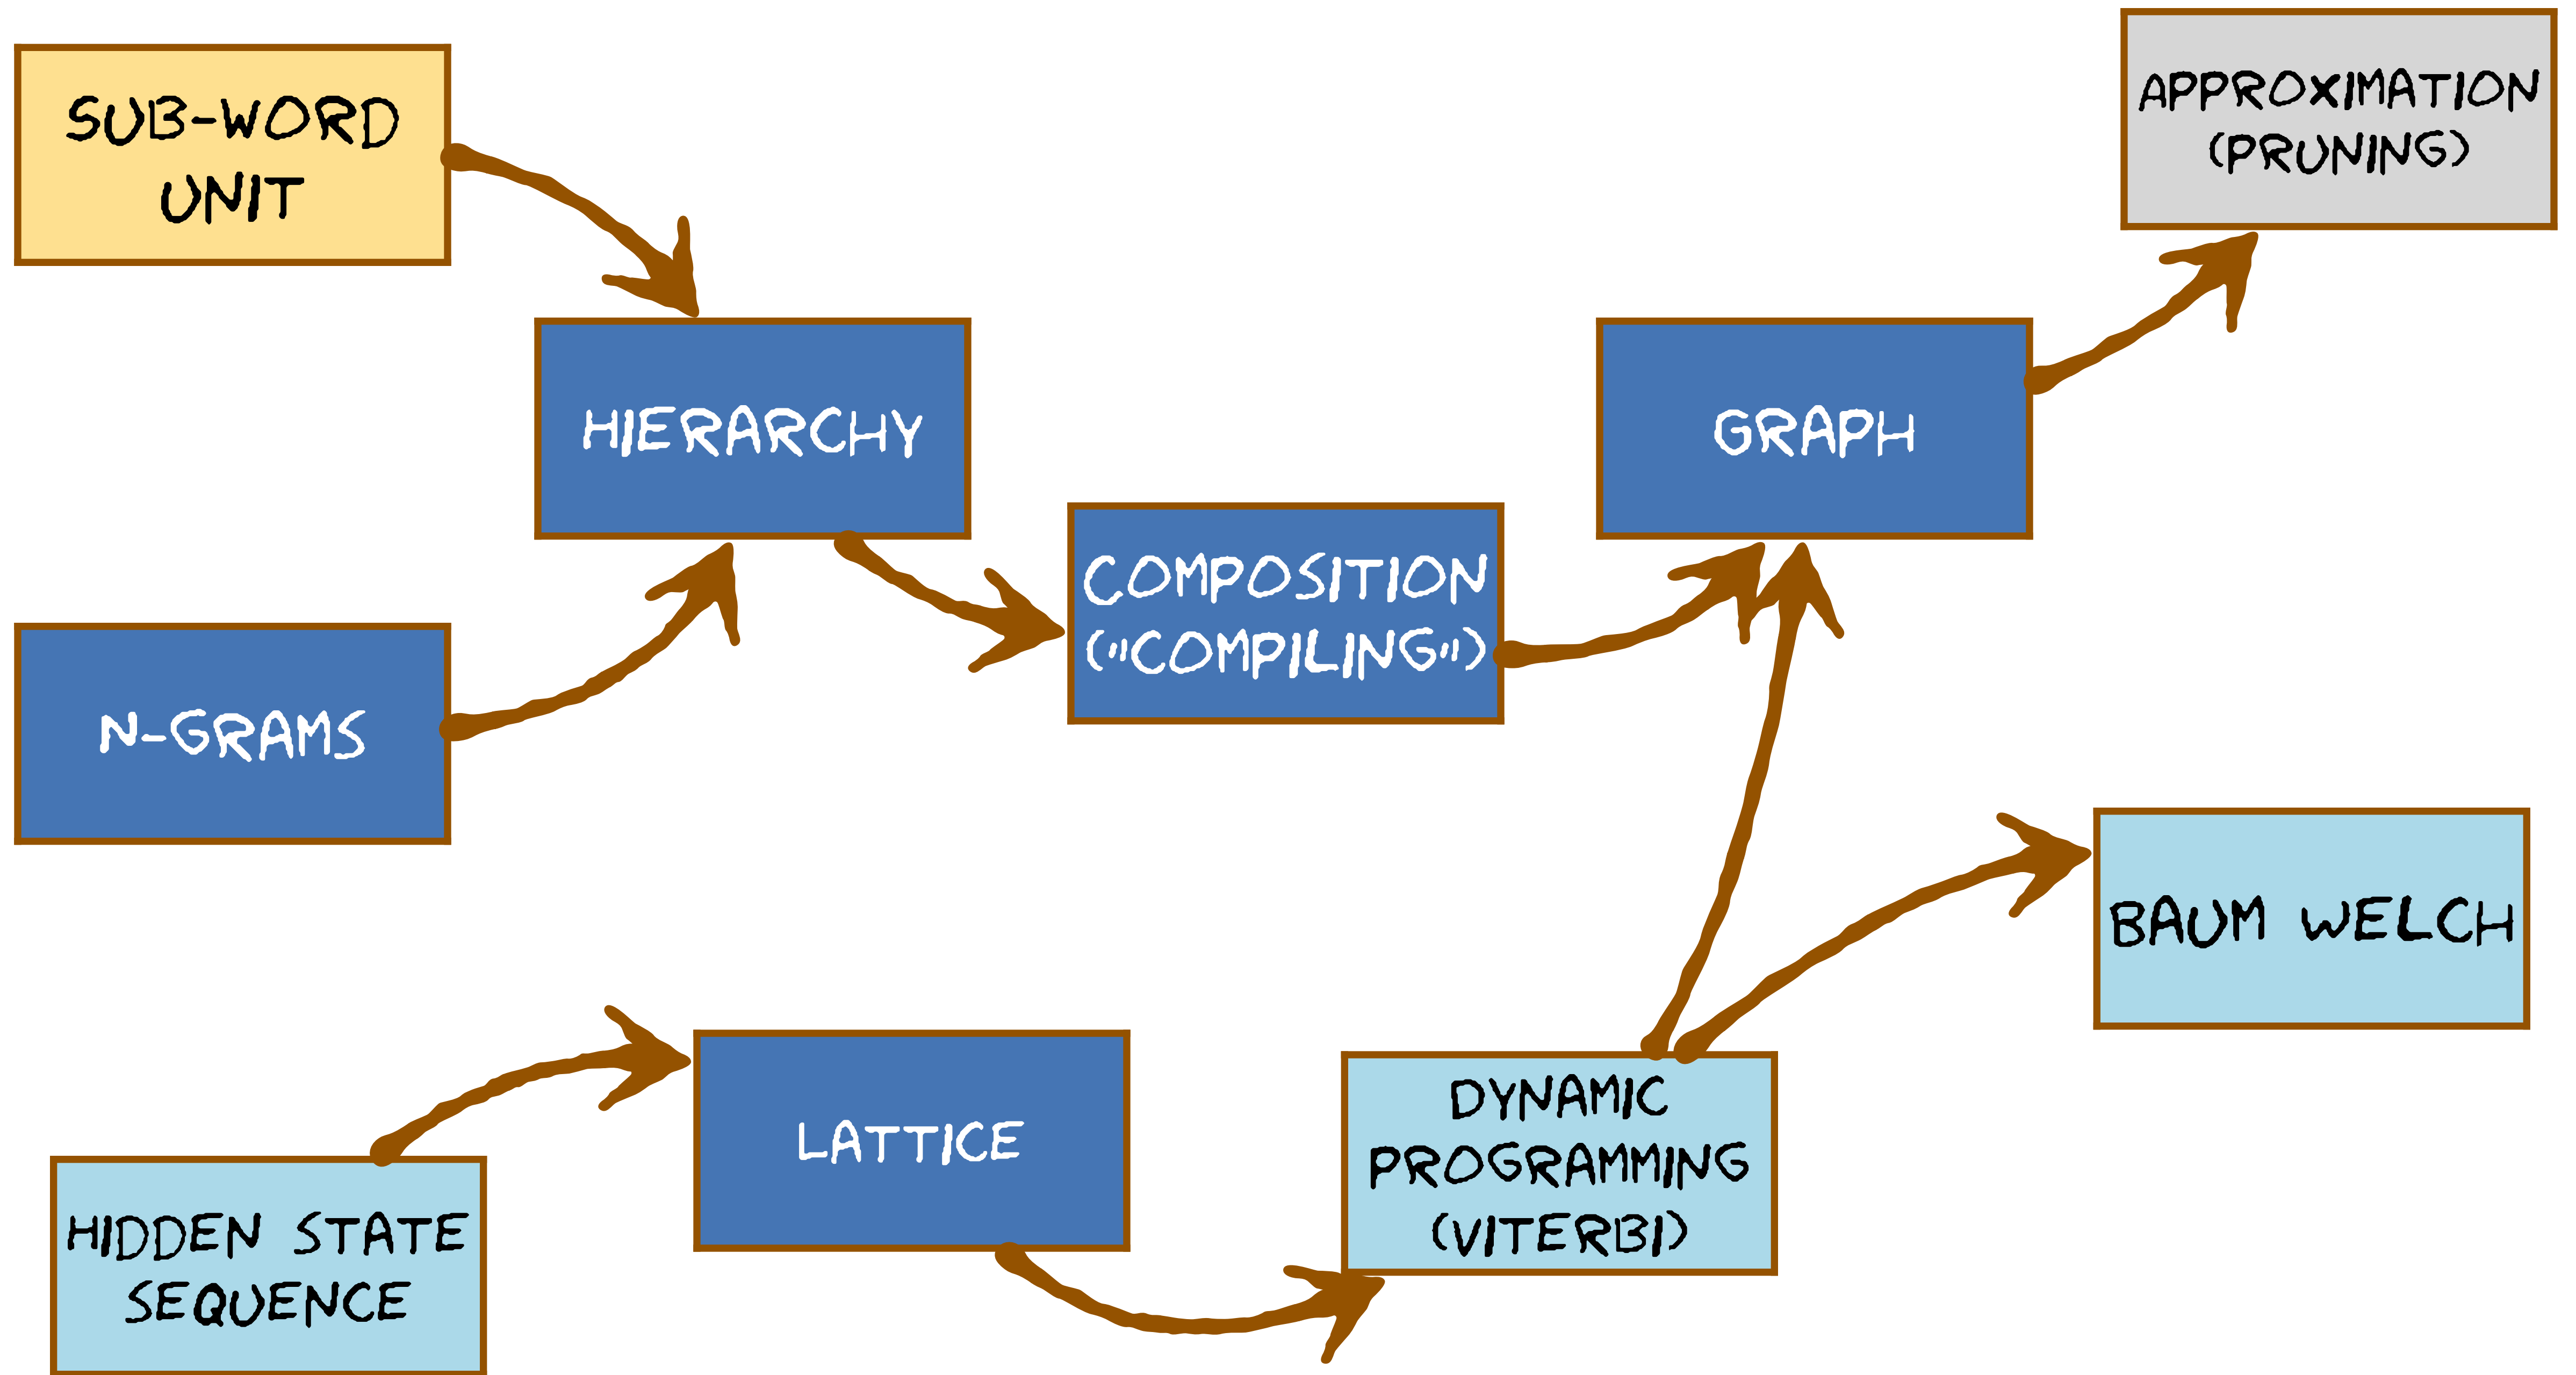 SUB-WORD
UNIT
APPROXIMATION
(PRUNING)
HIERARCHY
GRAPH
COMPOSITION
("COMPILING")
N-GRAMS
BAUM WELCH
LATTICE
DYNAMIC
PROGRAMMING
(VITERBI)
HIDDEN STATE
SEQUENCE